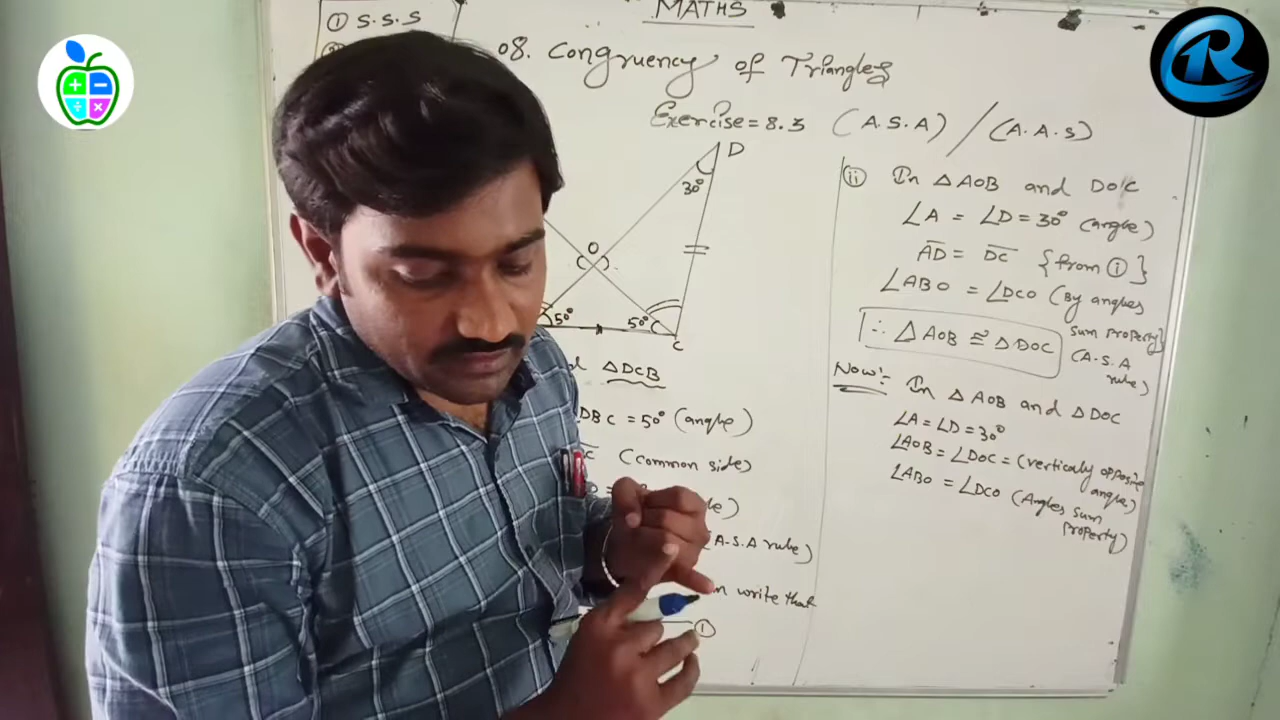 MATHS
① S.S.S
08. Congruency of Triangles
Exercise = 8.3 (A.S.A) / (A.A.S)
D
30°
O
50°
50°
C
△DCB
DBC = 50° (angle)
(common side)
(A-S.A rule)
write that
①
ⅱ In △AOB and DOC
∠A = ∠D = 30° (angle)
AD = DC {from ①}
∠ABO = ∠DCO (By angles
sum property}
∴ △AOB ≅ △DOC
(A.S.A
rule)
Now:- In △AOB and △DOC
∠A = ∠D = 30°
∠AOB = ∠DOC = (vertically opposite
angle)
∠ABO = ∠DCO (Angles sum
property)
R